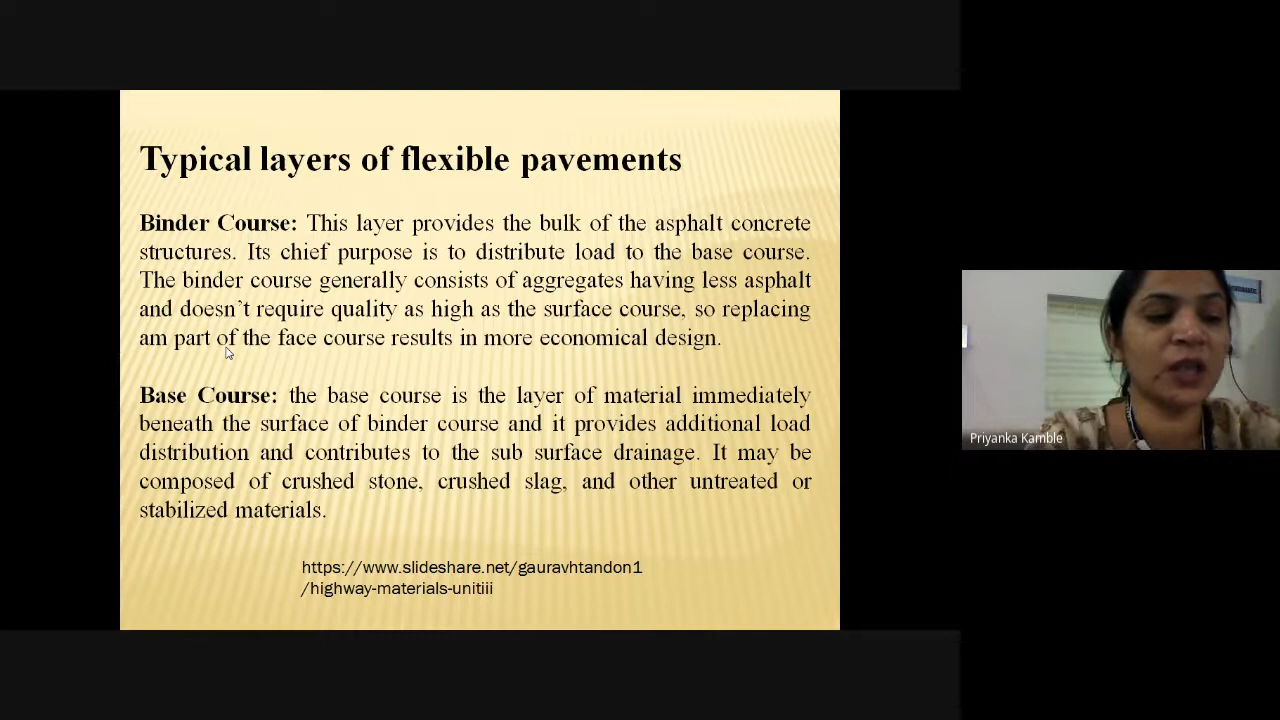 Typical layers of flexible pavements
Binder Course: This layer provides the bulk of the asphalt concrete
structures. Its chief purpose is to distribute load to the base course.
The binder course generally consists of aggregates having less asphalt
and doesn’t require quality as high as the surface course, so replacing
am part of the face course results in more economical design.
Base Course: the base course is the layer of material immediately
beneath the surface of binder course and it provides additional load
distribution and contributes to the sub surface drainage. It may be
composed of crushed stone, crushed slag, and other untreated or
stabilized materials.
https://www.slideshare.net/gauravhtandon1
/highway-materials-unitiii
Priyanka Kamble